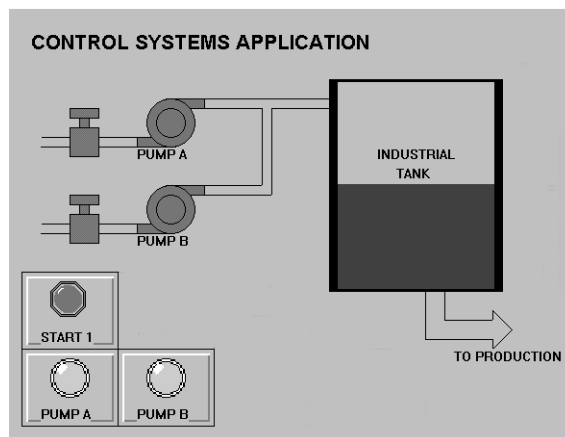 CONTROL SYSTEMS APPLICATION
PUMP A
INDUSTRIAL
TANK
PUMP B
START 1
TO PRODUCTION
PUMP A
PUMP B